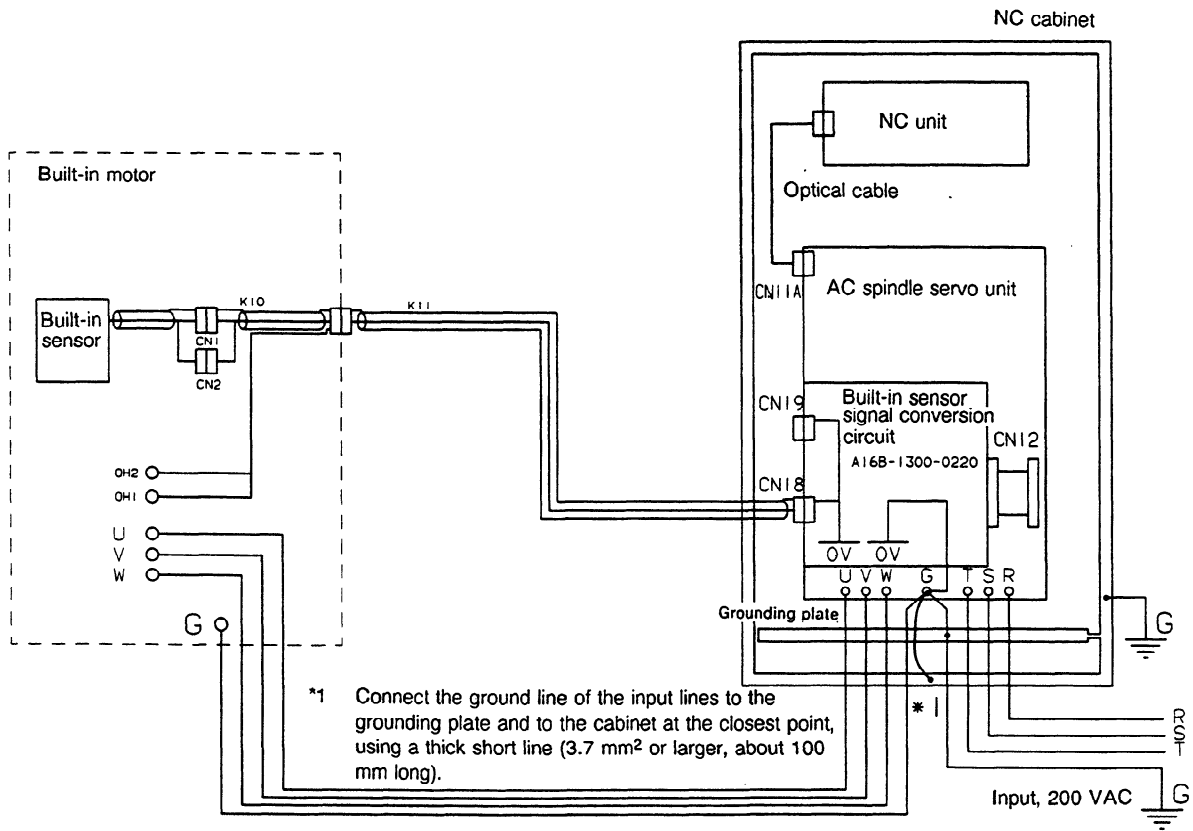 NC cabinet
NC unit
Optical cable
Built-in motor
CN11A
AC spindle servo unit
Built-in
sensor
K10
K11
CN1
CN2
CN19
Built-in sensor
signal conversion
circuit
A16B-1300-0220
CN12
CN18
OH2
OH1
U
V
W
G
0V
0V
U V W G T S R
Grounding plate
G
*1 Connect the ground line of the input lines to the
grounding plate and to the cabinet at the closest point,
using a thick short line (3.7 mm² or larger, about 100
mm long).
*1
R
S
T
Input, 200 VAC
G